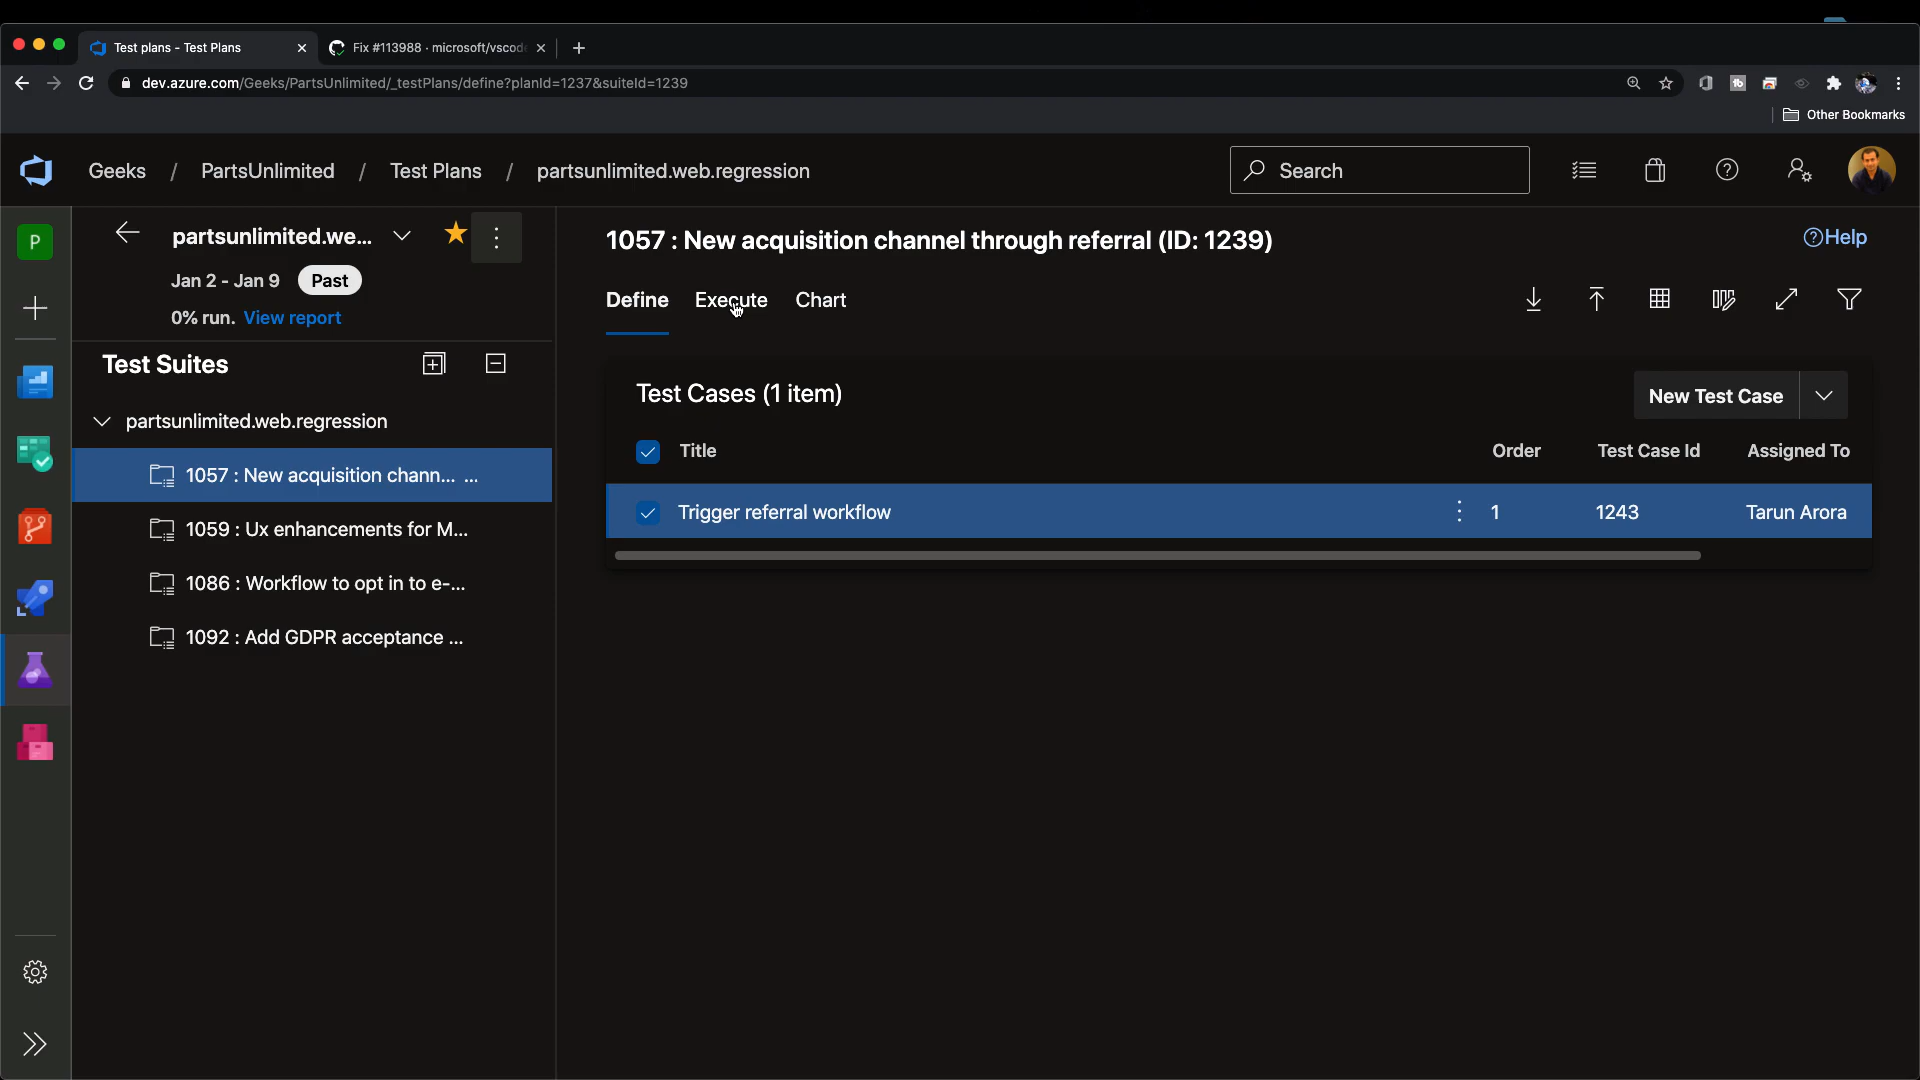 Test plans - Test Plans
Fix #113988 · microsoft/vscod
dev.azure.com/Geeks/PartsUnlimited/_testPlans/define?planId=1237&suiteId=1239
Other Bookmarks
Geeks / PartsUnlimited / Test Plans / partsunlimited.web.regression
Search
P
partsunlimited.we...
Jan 2 - Jan 9 Past
0% run. View report
Test Suites
partsunlimited.web.regression
1057 : New acquisition chann... ...
1059 : Ux enhancements for M...
1086 : Workflow to opt in to e-...
1092 : Add GDPR acceptance ...
1057 : New acquisition channel through referral (ID: 1239)
Help
Define Execute Chart
Test Cases (1 item)
New Test Case
Title Order Test Case Id Assigned To
Trigger referral workflow 1 1243 Tarun Arora